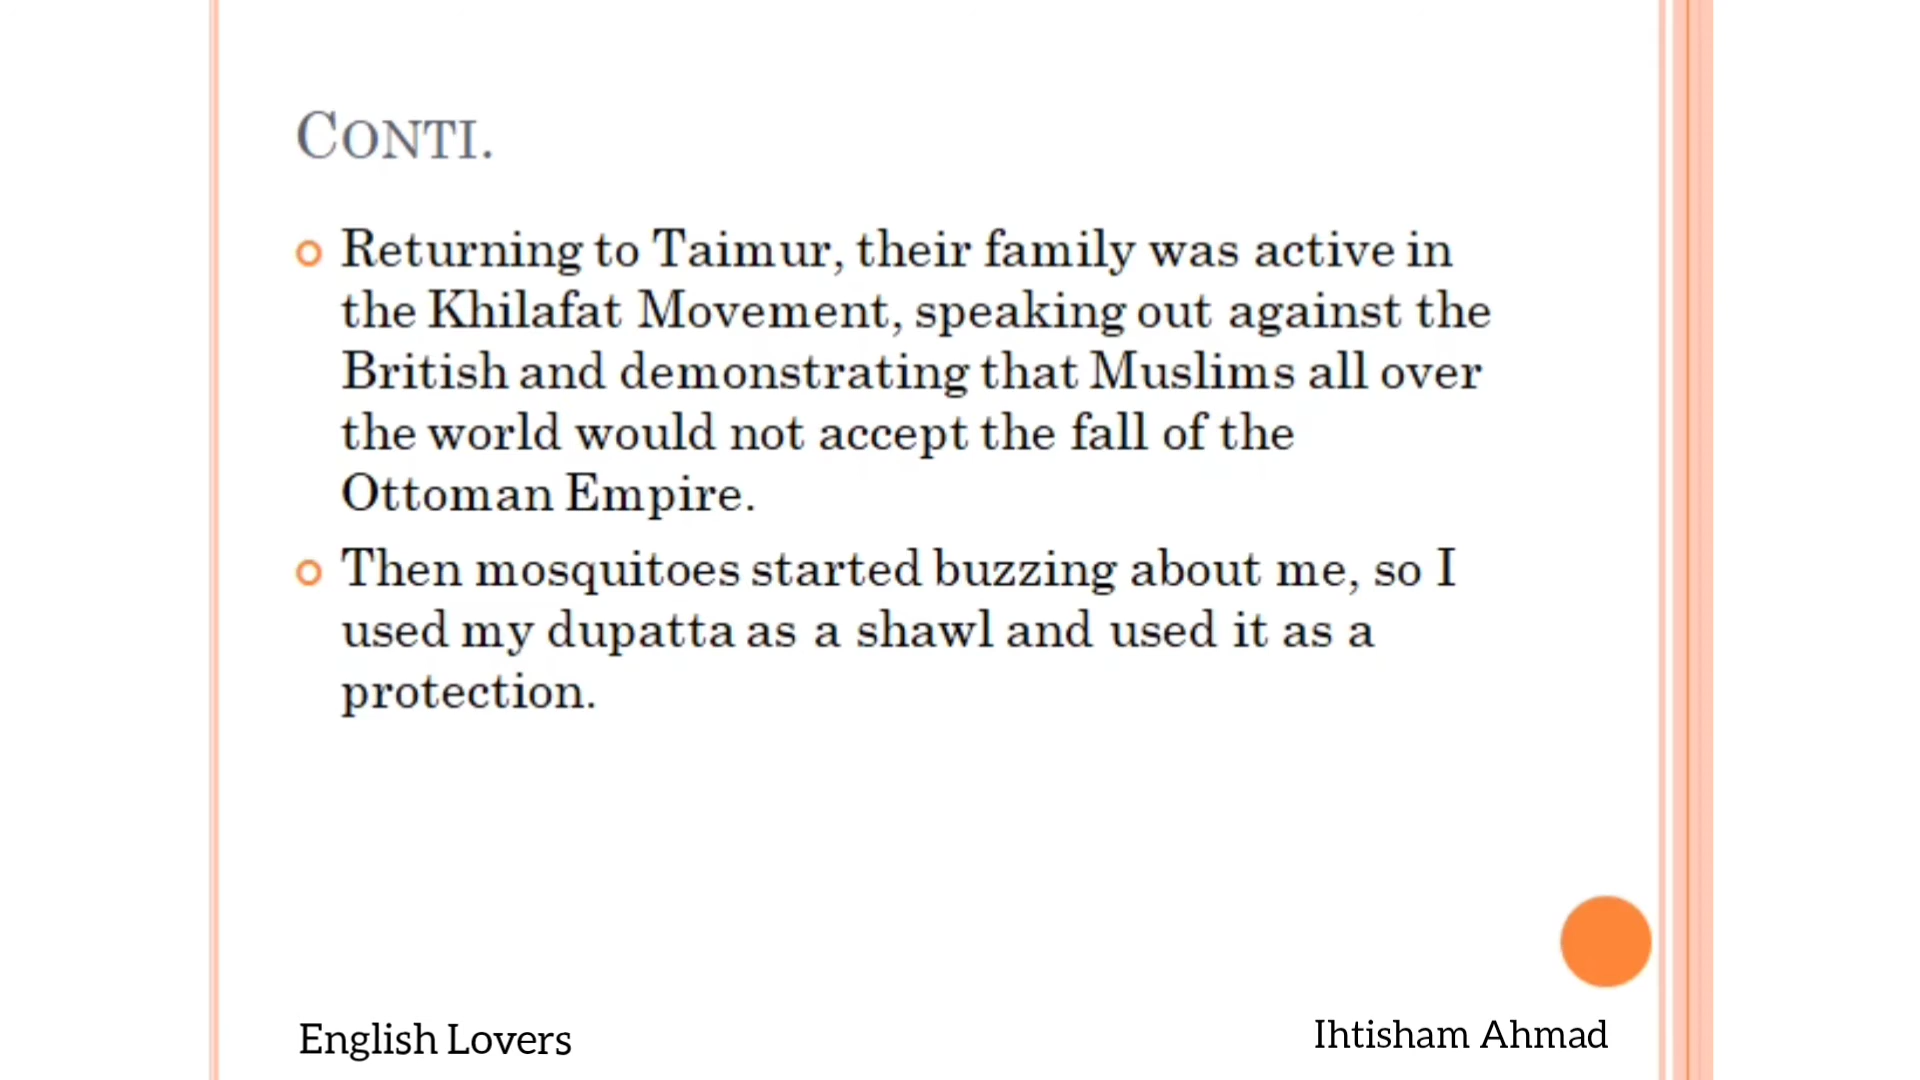 CONTI.
Returning to Taimur, their family was active in
the Khilafat Movement, speaking out against the
British and demonstrating that Muslims all over
the world would not accept the fall of the
Ottoman Empire.
Then mosquitoes started buzzing about me, so I
used my dupatta as a shawl and used it as a
protection.
English Lovers
Ihtisham Ahmad